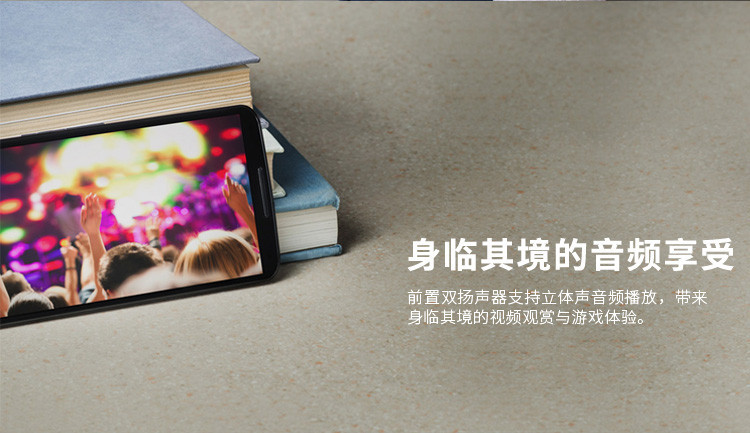 身临其境的音频享受
前置双扬声器支持立体声音频播放，带来
身临其境的视频观赏与游戏体验。